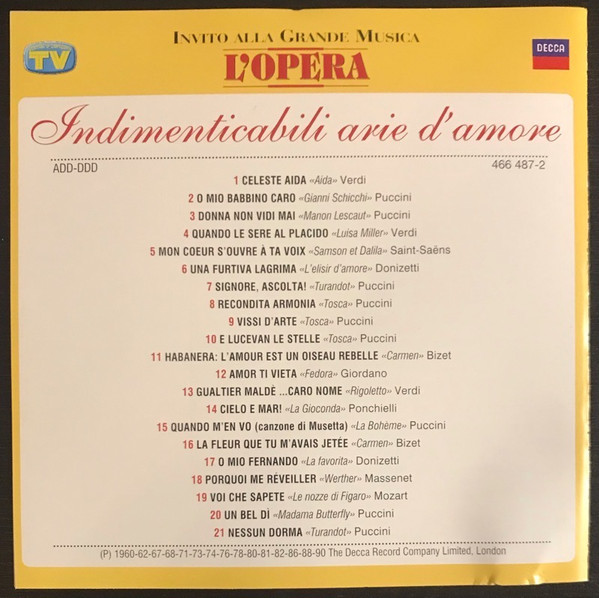 INVITO ALLA GRANDE MUSICA
TV
L'OPERA
DECCA
Indimenticabili arie d'amore
ADD-DDD 466 487-2
1 CELESTE AIDA «Aida» Verdi
2 O MIO BABBINO CARO «Gianni Schicchi» Puccini
3 DONNA NON VIDI MAI «Manon Lescaut» Puccini
4 QUANDO LE SERE AL PLACIDO «Luisa Miller» Verdi
5 MON COEUR S'OUVRE À TA VOIX «Samson et Dalila» Saint-Saëns
6 UNA FURTIVA LAGRIMA «L'elisir d'amore» Donizetti
7 SIGNORE, ASCOLTA! «Turandot» Puccini
8 RECONDITA ARMONIA «Tosca» Puccini
9 VISSI D'ARTE «Tosca» Puccini
10 E LUCEVAN LE STELLE «Tosca» Puccini
11 HABANERA: L'AMOUR EST UN OISEAU REBELLE «Carmen» Bizet
12 AMOR TI VIETA «Fedora» Giordano
13 GUALTIER MALDÈ ...CARO NOME «Rigoletto» Verdi
14 CIELO E MAR! «La Gioconda» Ponchielli
15 QUANDO M'EN VO (canzone di Musetta) «La Bohème» Puccini
16 LA FLEUR QUE TU M'AVAIS JETÉE «Carmen» Bizet
17 O MIO FERNANDO «La favorita» Donizetti
18 PORQUOI ME RÉVEILLER «Werther» Massenet
19 VOI CHE SAPETE «Le nozze di Figaro» Mozart
20 UN BEL DÌ «Madama Butterfly» Puccini
21 NESSUN DORMA «Turandot» Puccini
(P) 1960-62-67-68-71-73-74-76-78-80-81-82-86-88-90 The Decca Record Company Limited, London